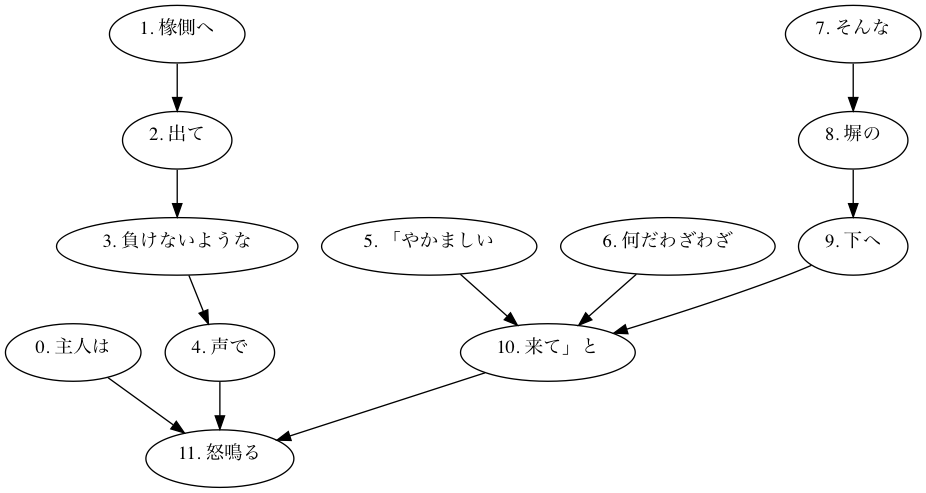 0. 主人は
1. 椽側へ
2. 出て
3. 負けないような
4. 声で
5. 「やかましい
6. 何だわざわざ
7. そんな
8. 塀の
9. 下へ
10. 来て」と
11. 怒鳴る